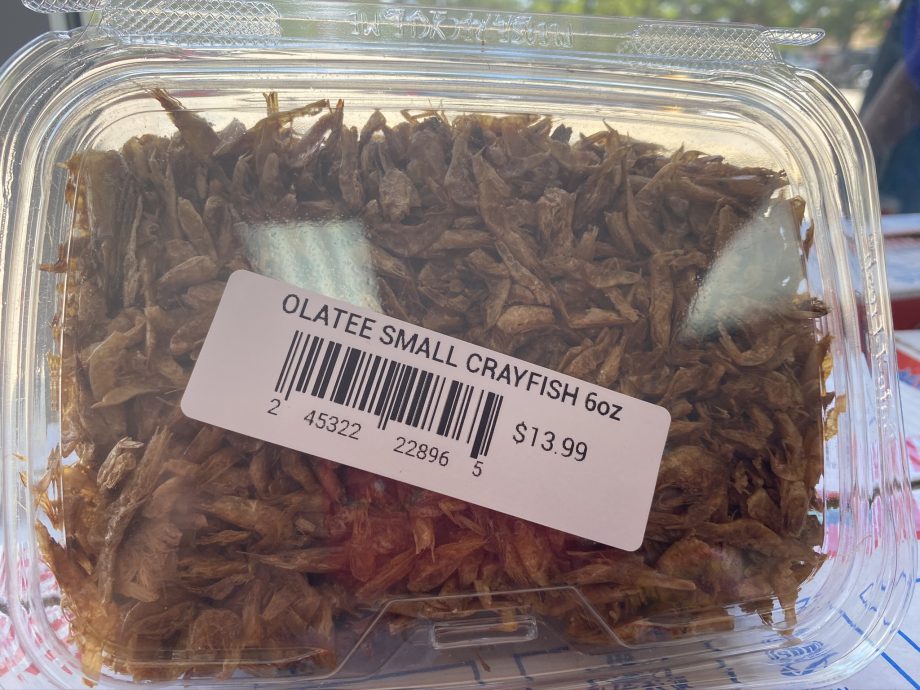 OLATEE SMALL CRAYFISH 6oz
2 45322 22896 5
$13.99